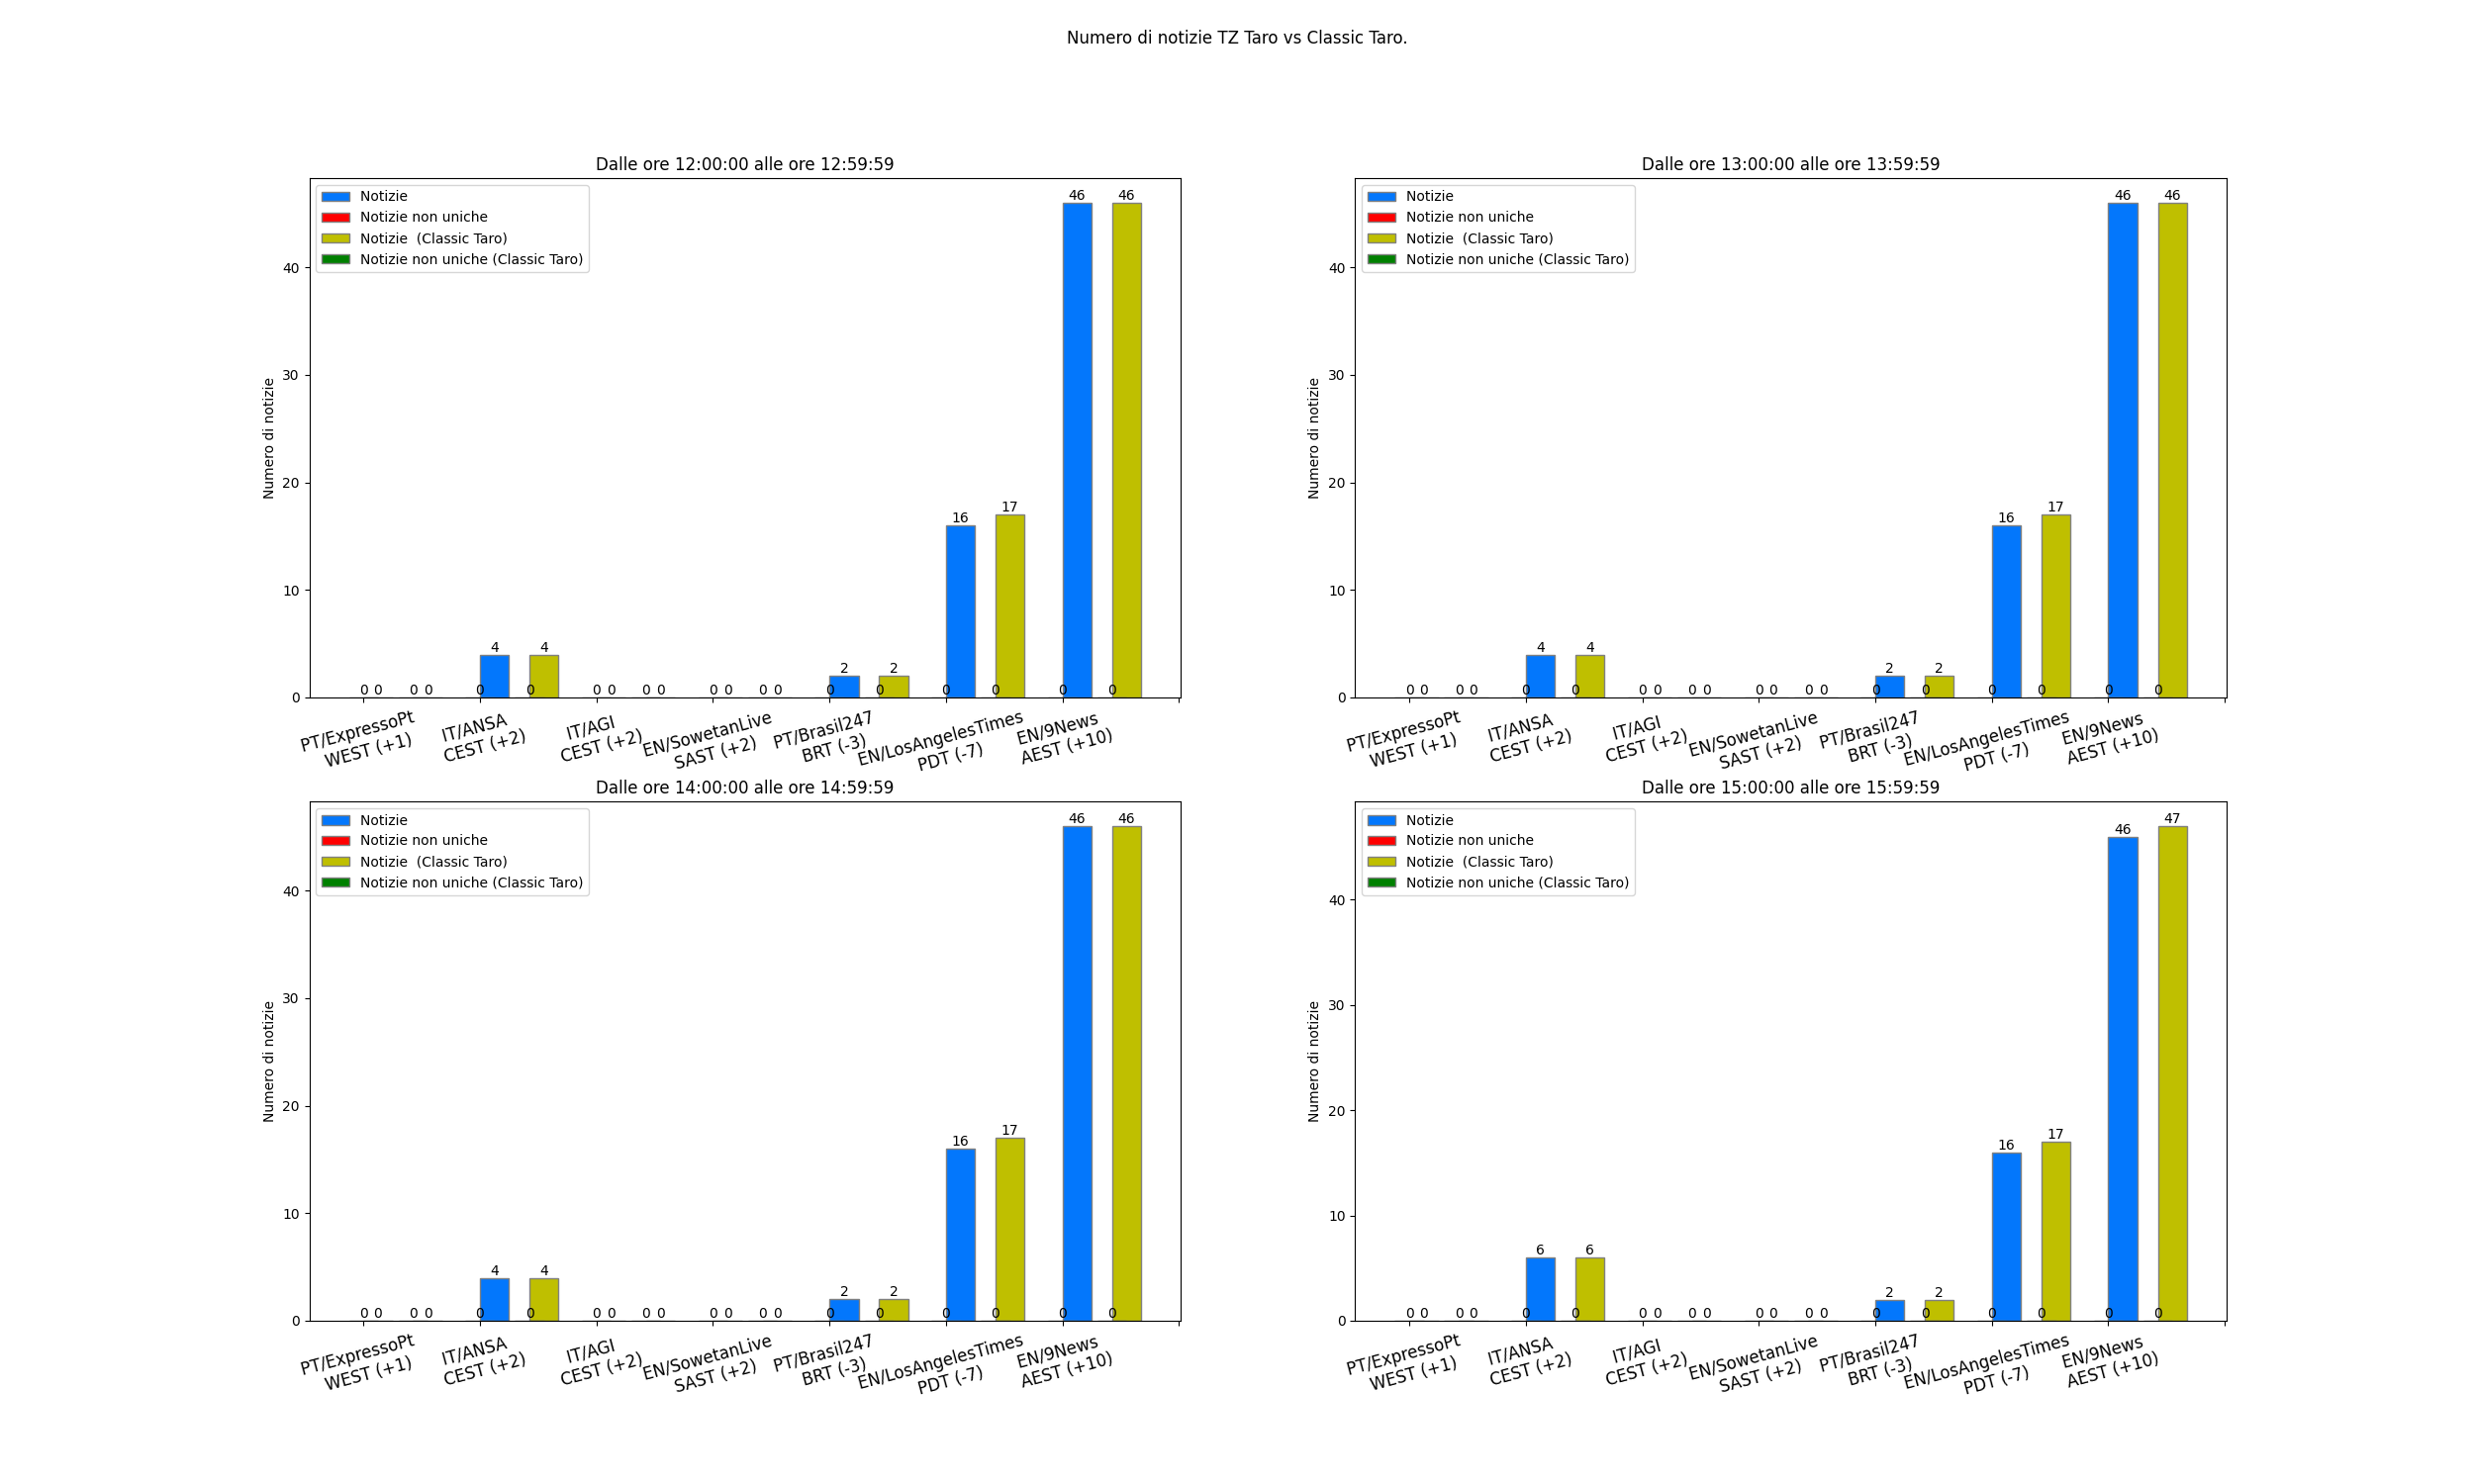 Numero di notizie TZ Taro vs Classic Taro.
Dalle ore 12:00:00 alle ore 12:59:59
Notizie
Notizie non uniche
Notizie  (Classic Taro)
Notizie non uniche (Classic Taro)
Numero di notizie
40
30
20
10
0
0 0 0 0 0 4 0 4 0 0 0 0 0 0 0 0 0 2 0 2 0 16 0 17 0 46 0 46
PT/ExpressoPt
WEST (+1)
IT/ANSA
CEST (+2)
IT/AGI
CEST (+2)
EN/SowetanLive
SAST (+2)
PT/Brasil247
BRT (-3)
EN/LosAngelesTimes
PDT (-7)
EN/9News
AEST (+10)
Dalle ore 13:00:00 alle ore 13:59:59
Notizie
Notizie non uniche
Notizie  (Classic Taro)
Notizie non uniche (Classic Taro)
Numero di notizie
40
30
20
10
0
0 0 0 0 0 4 0 4 0 0 0 0 0 0 0 0 0 2 0 2 0 16 0 17 0 46 0 46
PT/ExpressoPt
WEST (+1)
IT/ANSA
CEST (+2)
IT/AGI
CEST (+2)
EN/SowetanLive
SAST (+2)
PT/Brasil247
BRT (-3)
EN/LosAngelesTimes
PDT (-7)
EN/9News
AEST (+10)
Dalle ore 14:00:00 alle ore 14:59:59
Notizie
Notizie non uniche
Notizie  (Classic Taro)
Notizie non uniche (Classic Taro)
Numero di notizie
40
30
20
10
0
0 0 0 0 0 4 0 4 0 0 0 0 0 0 0 0 0 2 0 2 0 16 0 17 0 46 0 46
PT/ExpressoPt
WEST (+1)
IT/ANSA
CEST (+2)
IT/AGI
CEST (+2)
EN/SowetanLive
SAST (+2)
PT/Brasil247
BRT (-3)
EN/LosAngelesTimes
PDT (-7)
EN/9News
AEST (+10)
Dalle ore 15:00:00 alle ore 15:59:59
Notizie
Notizie non uniche
Notizie  (Classic Taro)
Notizie non uniche (Classic Taro)
Numero di notizie
40
30
20
10
0
0 0 0 0 0 6 0 6 0 0 0 0 0 0 0 0 0 2 0 2 0 16 0 17 0 46 0 47
PT/ExpressoPt
WEST (+1)
IT/ANSA
CEST (+2)
IT/AGI
CEST (+2)
EN/SowetanLive
SAST (+2)
PT/Brasil247
BRT (-3)
EN/LosAngelesTimes
PDT (-7)
EN/9News
AEST (+10)